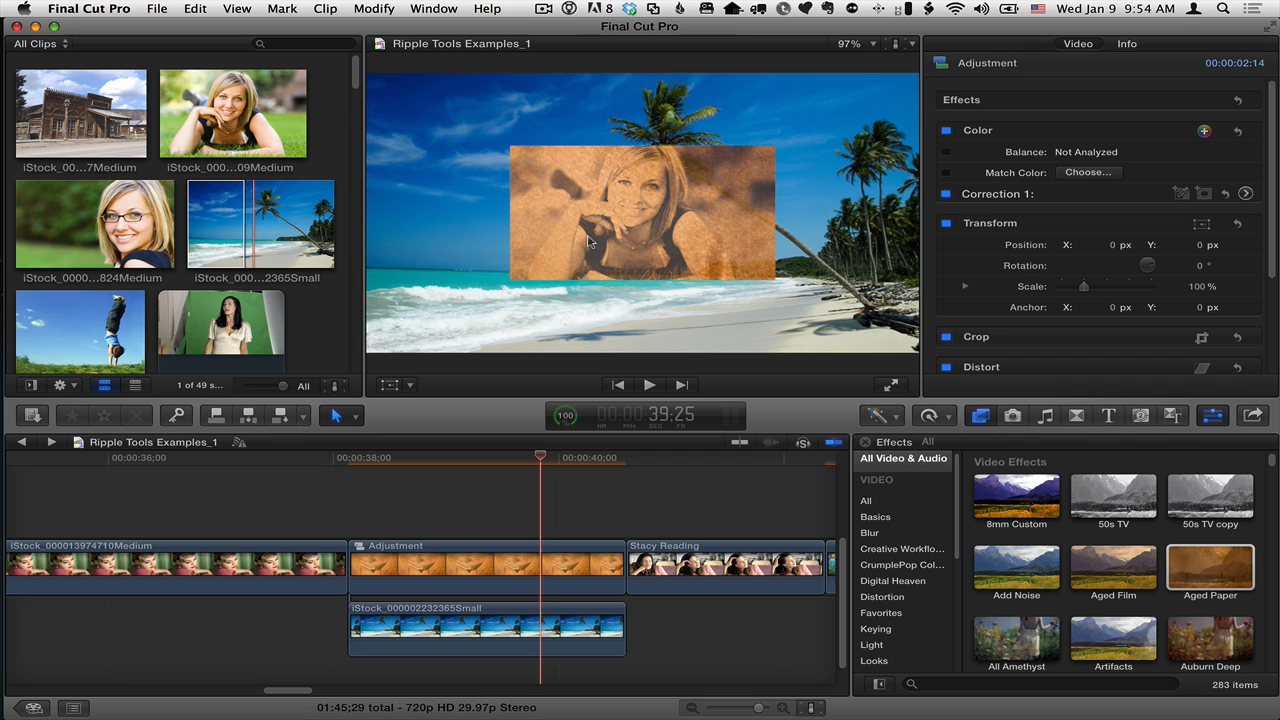 Final Cut Pro File Edit View Mark Clip Modify Window Help 8 Wed Jan 9 9:54 AM
Final Cut Pro
All Clips
Ripple Tools Examples_1 97%
Video Info
Adjustment 00:00:02:14
Effects
Color
Balance: Not Analyzed
Match Color: Choose...
Correction 1:
Transform
Position: X: 0 px Y: 0 px
Rotation: 0 °
Scale: 100 %
Anchor: X: 0 px Y: 0 px
Crop
Distort
iStock_00...7Medium
iStock_000...09Medium
iStock_0000...824Medium
iStock_000...2365Small
1 of 49 s... All
100 % 00:00:39:25
HR MIN SEC FR
Ripple Tools Examples_1
00:00:36;00 00:00:38;00 00:00:40;00
iStock_000013974710Medium
Adjustment
Stacy Reading
iStock_000002232365Small
Effects All
All Video & Audio
VIDEO
All
Basics
Blur
Creative Workflo...
CrumplePop Col...
Digital Heaven
Distortion
Favorites
Keying
Light
Looks
Video Effects
8mm Custom
50s TV
50s TV copy
Add Noise
Aged Film
Aged Paper
All Amethyst
Artifacts
Auburn Deep
283 items
01:45;29 total - 720p HD 29.97p Stereo